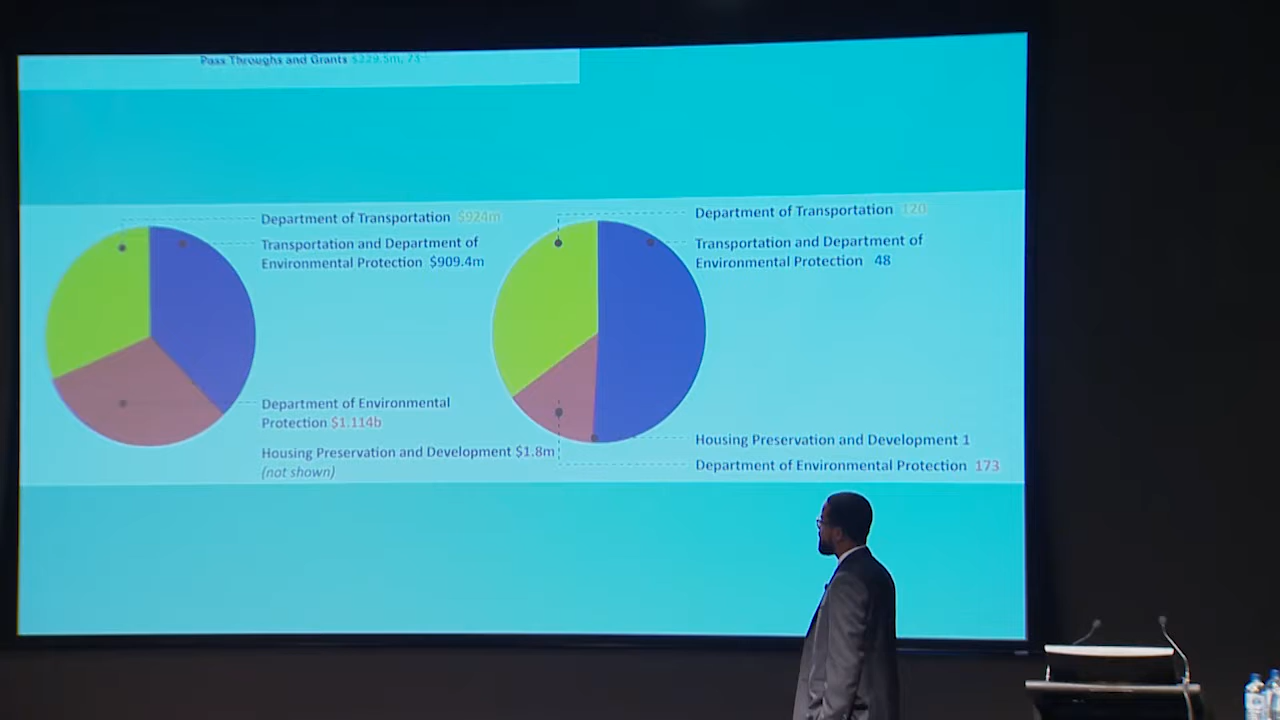 Pass Throughs and Grants $229.5m, 23
Department of Transportation $924m
Transportation and Department of
Environmental Protection $909.4m
Department of Environmental
Protection $1.114b
Housing Preservation and Development $1.8m
(not shown)
Department of Transportation 120
Transportation and Department of
Environmental Protection 48
Housing Preservation and Development 1
Department of Environmental Protection 173